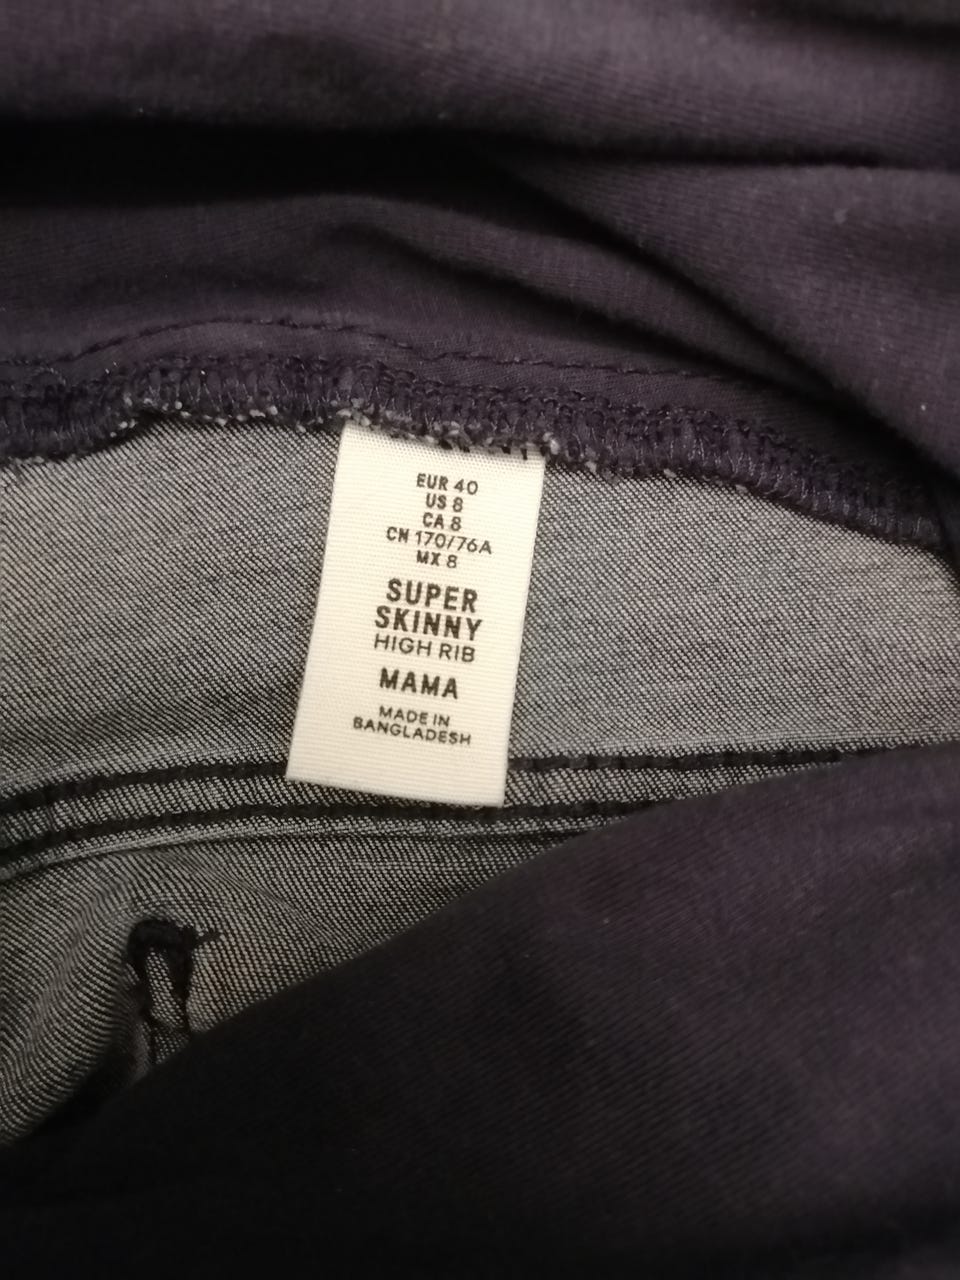 EUR 40
US 8
CA 8
CN 170/76A
MX 8
SUPER
SKINNY
HIGH RIB
MAMA
MADE IN
BANGLADESH